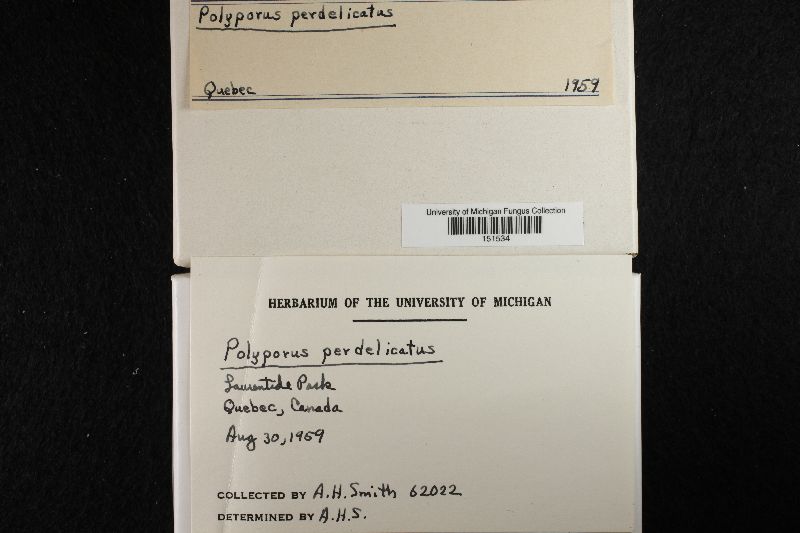 Polyporus perdelicatus
Quebec 1959
University of Michigan Fungus Collection
151534
HERBARIUM OF THE UNIVERSITY OF MICHIGAN
Polyporus perdelicatus
Laurentide Park
Quebec, Canada
Aug 30, 1959
COLLECTED BY A.H. Smith 62022
DETERMINED BY A.H.S.